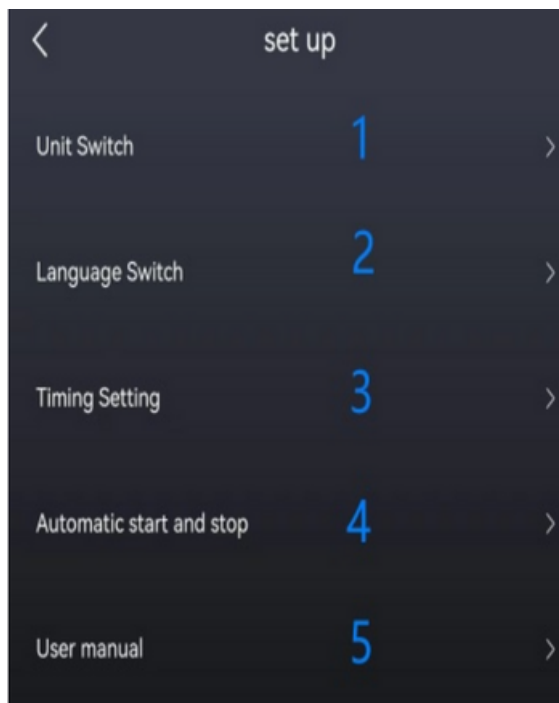 set up
Unit Switch 1
Language Switch 2
Timing Setting 3
Automatic start and stop 4
User manual 5